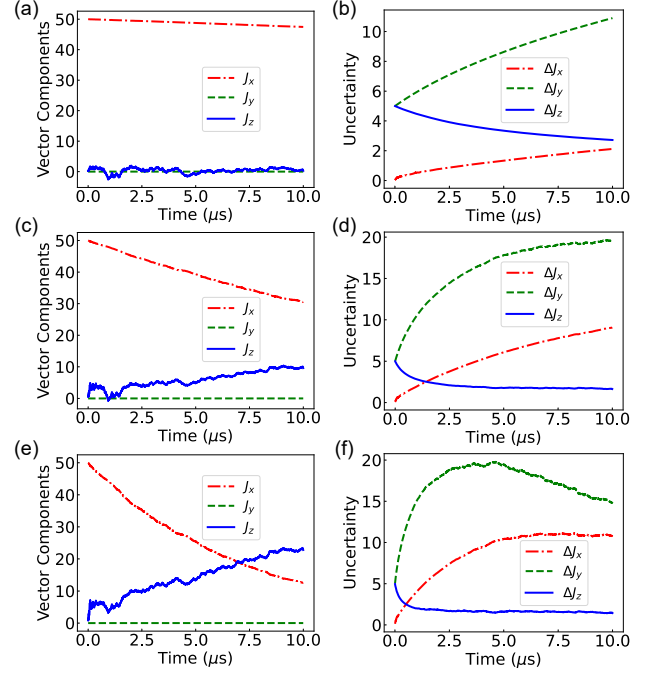 (a)
Vector Components
50
40
30
20
10
0
J_x
J_y
J_z
0.0 2.5 5.0 7.5 10.0
Time (μs)
(b)
Uncertainty
10
8
6
4
2
0
ΔJ_x
ΔJ_y
ΔJ_z
0.0 2.5 5.0 7.5 10.0
Time (μs)
(c)
Vector Components
50
40
30
20
10
0
J_x
J_y
J_z
0.0 2.5 5.0 7.5 10.0
Time (μs)
(d)
Uncertainty
20
15
10
5
0
ΔJ_x
ΔJ_y
ΔJ_z
0.0 2.5 5.0 7.5 10.0
Time (μs)
(e)
Vector Components
50
40
30
20
10
0
J_x
J_y
J_z
0.0 2.5 5.0 7.5 10.0
Time (μs)
(f)
Uncertainty
20
15
10
5
0
ΔJ_x
ΔJ_y
ΔJ_z
0.0 2.5 5.0 7.5 10.0
Time (μs)